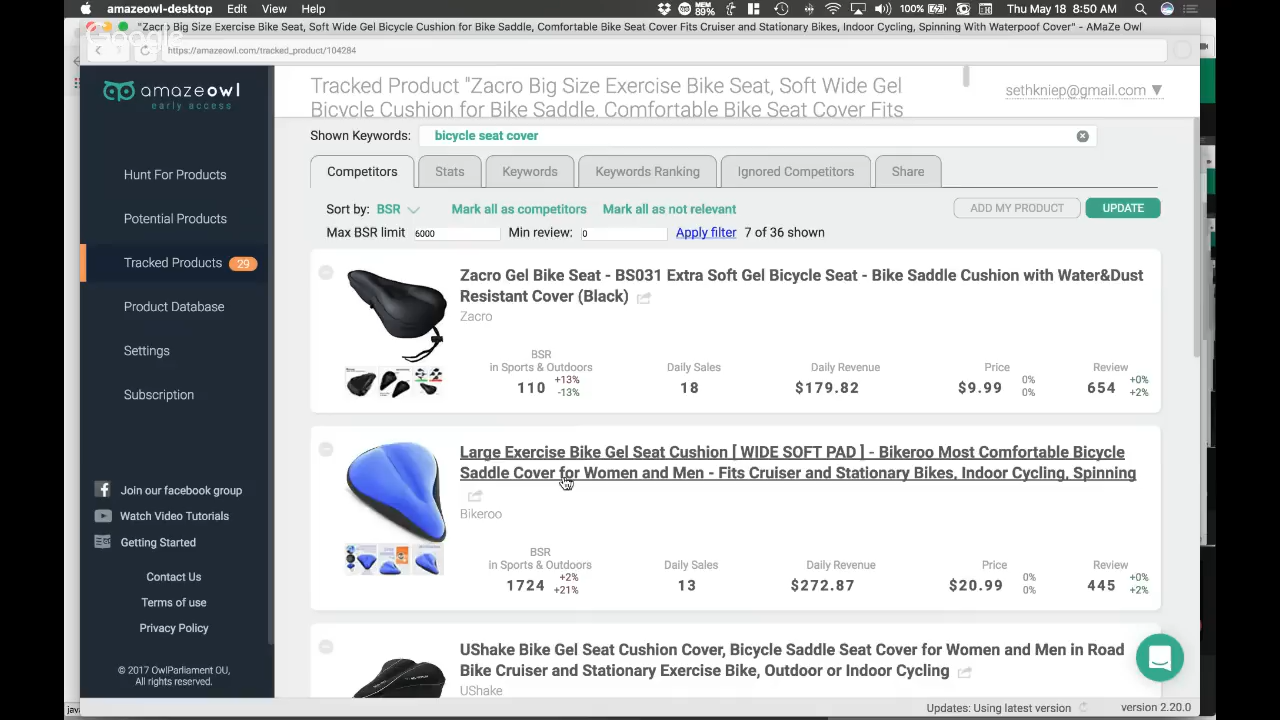 amazeowl-desktop Edit View Help
100% Thu May 18 8:50 AM
"Zacro Big Size Exercise Bike Seat, Soft Wide Gel Bicycle Cushion for Bike Saddle, Comfortable Bike Seat Cover Fits Cruiser and Stationary Bikes, Indoor Cycling, Spinning With Waterpoof Cover" - AMaZe Owl
Google
https://amazeowl.com/tracked_product/104284
amazeowl
early access
Hunt For Products
Potential Products
Tracked Products 29
Product Database
Settings
Subscription
Join our facebook group
Watch Video Tutorials
Getting Started
Contact Us
Terms of use
Privacy Policy
© 2017 OwlParliament OU,
All rights reserved.
Tracked Product "Zacro Big Size Exercise Bike Seat, Soft Wide Gel
Bicycle Cushion for Bike Saddle, Comfortable Bike Seat Cover Fits
sethkniep@gmail.com ▼
Shown Keywords: bicycle seat cover
Competitors Stats Keywords Keywords Ranking Ignored Competitors Share
Sort by: BSR Mark all as competitors Mark all as not relevant ADD MY PRODUCT UPDATE
Max BSR limit 6000 Min review: 0 Apply filter 7 of 36 shown
Zacro Gel Bike Seat - BS031 Extra Soft Gel Bicycle Seat - Bike Saddle Cushion with Water&Dust
Resistant Cover (Black)
Zacro
BSR
in Sports & Outdoors Daily Sales Daily Revenue Price Review
110 +13% -13% 18 $179.82 $9.99 0% 0% 654 +0% +2%
Large Exercise Bike Gel Seat Cushion [ WIDE SOFT PAD ] - Bikeroo Most Comfortable Bicycle
Saddle Cover for Women and Men - Fits Cruiser and Stationary Bikes, Indoor Cycling, Spinning
Bikeroo
BSR
in Sports & Outdoors Daily Sales Daily Revenue Price Review
1724 +2% +21% 13 $272.87 $20.99 0% 0% 445 +0% +2%
UShake Bike Gel Seat Cushion Cover, Bicycle Saddle Seat Cover for Women and Men in Road
Bike Cruiser and Stationary Exercise Bike, Outdoor or Indoor Cycling
UShake
Updates: Using latest version version 2.20.0